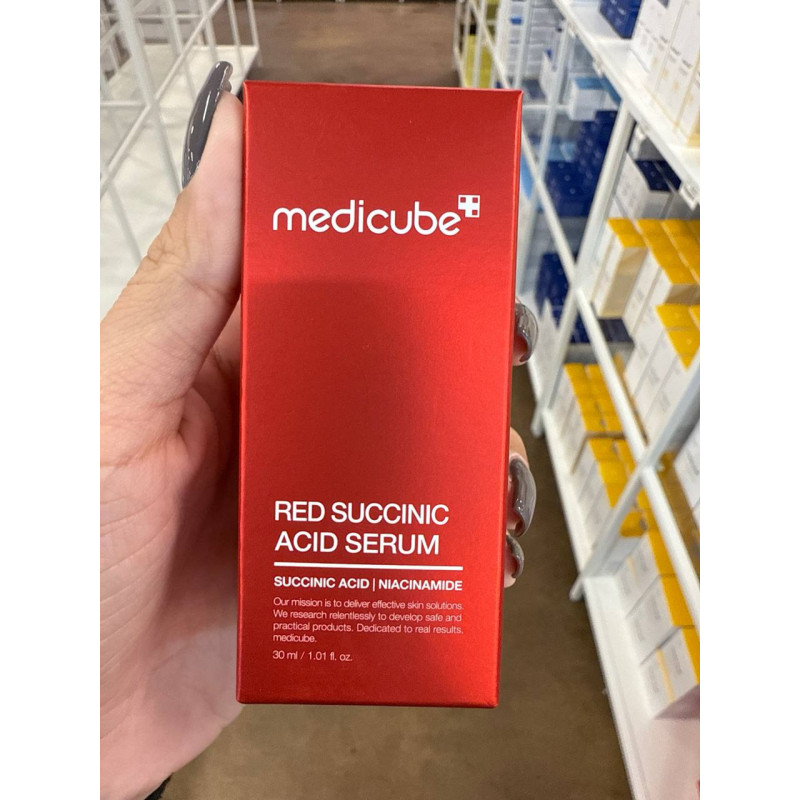 medicube
RED SUCCINIC
ACID SERUM
SUCCINIC ACID | NIACINAMIDE
Our mission is to deliver effective skin solutions.
We research relentlessly to develop safe and
practical products. Dedicated to real results.
medicube.
30 ml / 1.01 fl. oz.